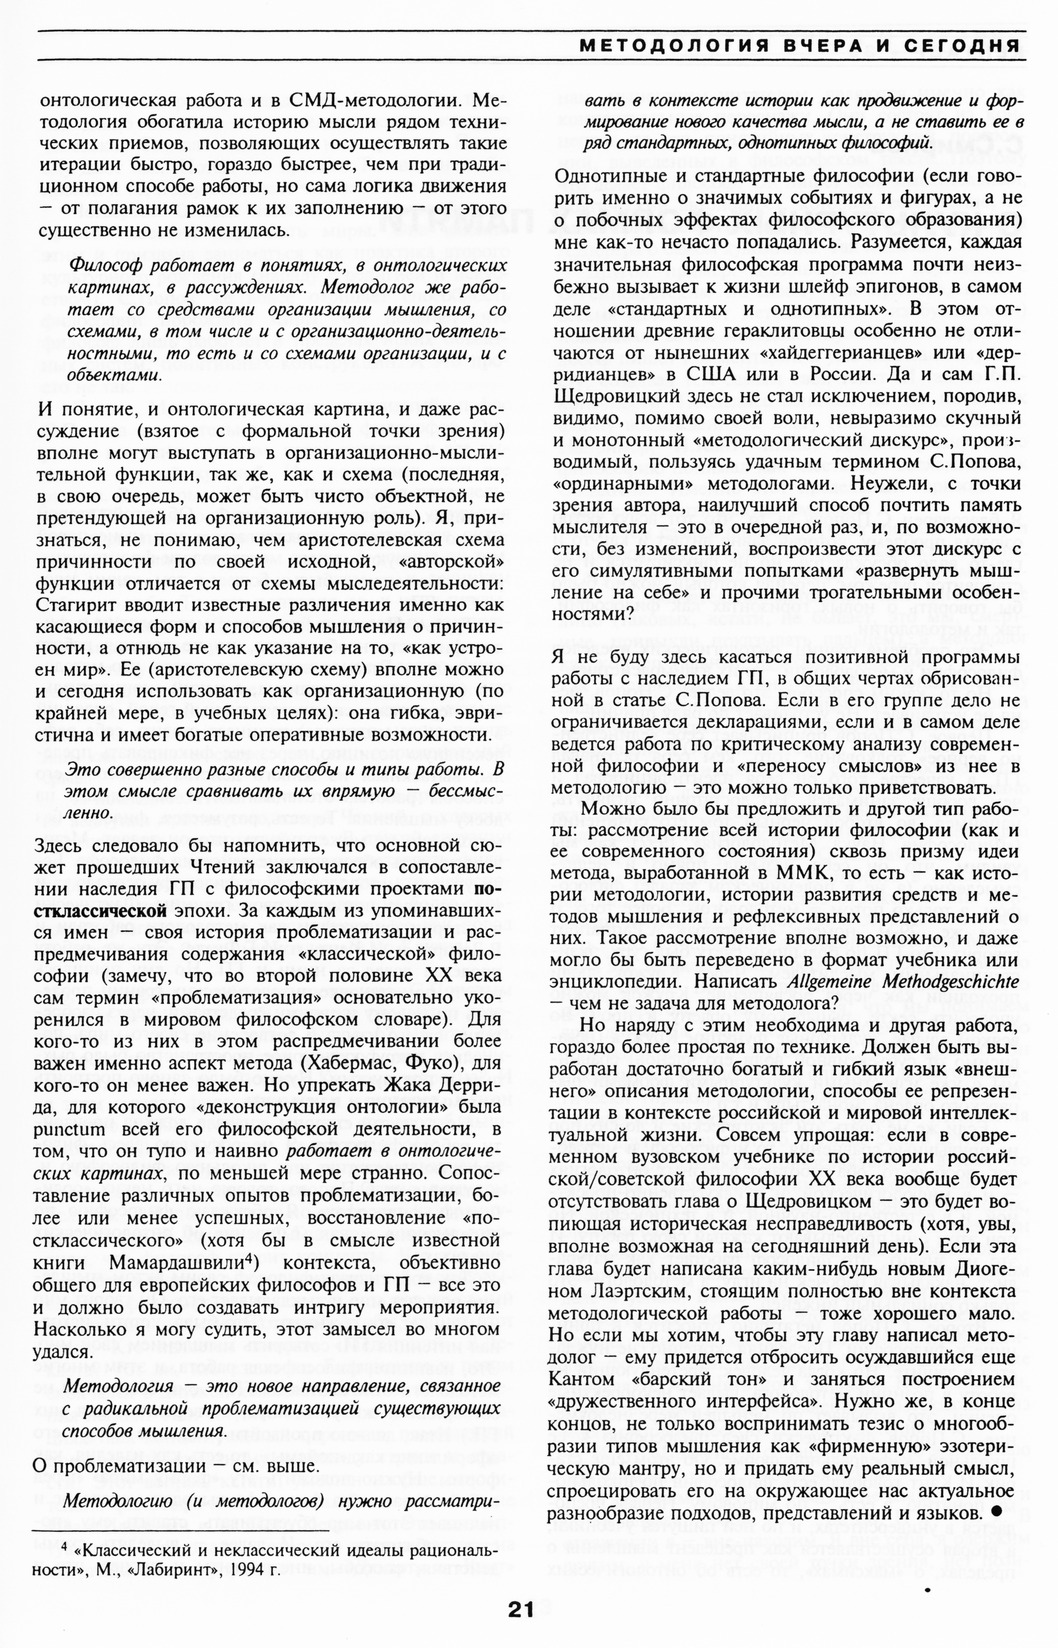 МЕТОДОЛОГИЯ ВЧЕРА И СЕГОДНЯ
онтологическая работа и в СМД-методологии. Ме-
тодология обогатила историю мысли рядом техни-
ческих приемов, позволяющих осуществлять такие
итерации быстро, гораздо быстрее, чем при тради-
ционном способе работы, но сама логика движения
— от полагания рамок к их заполнению — от этого
существенно не изменилась.
Философ работает в понятиях, в онтологических
картинах, в рассуждениях. Методолог же рабо-
тает со средствами организации мышления, со
схемами, в том числе и с организационно-деятель-
ностными, то есть и со схемами организации, и с
объектами.
И понятие, и онтологическая картина, и даже рас-
суждение (взятое с формальной точки зрения)
вполне могут выступать в организационно-мысли-
тельной функции, так же, как и схема (последняя,
в свою очередь, может быть чисто объектной, не
претендующей на организационную роль). Я, при-
знаться, не понимаю, чем аристотелевская схема
причинности по своей исходной, «авторской»
функции отличается от схемы мыследеятельности:
Стагирит вводит известные различения именно как
касающиеся форм и способов мышления о причин-
ности, а отнюдь не как указание на то, «как устро-
ен мир». Ее (аристотелевскую схему) вполне можно
и сегодня использовать как организационную (по
крайней мере, в учебных целях): она гибка, эври-
стична и имеет богатые оперативные возможности.
Это совершенно разные способы и типы работы. В
этом смысле сравнивать их впрямую — бессмыс-
ленно.
Здесь следовало бы напомнить, что основной сю-
жет прошедших Чтений заключался в сопоставле-
нии наследия ГП с философскими проектами по-
стклассической эпохи. За каждым из упоминавших-
ся имен — своя история проблематизации и рас-
предмечивания содержания «классической» фило-
софии (замечу, что во второй половине XX века
сам термин «проблематизация» основательно уко-
ренился в мировом философском словаре). Для
кого-то из них в этом распредмечивании более
важен именно аспект метода (Хабермас, Фуко), для
кого-то он менее важен. Но упрекать Жака Дерри-
да, для которого «деконструкция онтологии» была
punctum всей его философской деятельности, в
том, что он тупо и наивно работает в онтологиче-
ских картинах, по меньшей мере странно. Сопос-
тавление различных опытов проблематизации, бо-
лее или менее успешных, восстановление «по-
стклассического» (хотя бы в смысле известной
книги Мамардашвили⁴) контекста, объективно
общего для европейских философов и ГП — все это
и должно было создавать интригу мероприятия.
Насколько я могу судить, этот замысел во многом
удался.
Методология — это новое направление, связанное
с радикальной проблематизацией существующих
способов мышления.
О проблематизации — см. выше.
Методологию (и методологов) нужно рассматри-
⁴ «Классический и неклассический идеалы рациональ-
ности», М., «Лабиринт», 1994 г.
вать в контексте истории как продвижение и фор-
мирование нового качества мысли, а не ставить ее в
ряд стандартных, однотипных философий.
Однотипные и стандартные философии (если гово-
рить именно о значимых событиях и фигурах, а не
о побочных эффектах философского образования)
мне как-то нечасто попадались. Разумеется, каждая
значительная философская программа почти неиз-
бежно вызывает к жизни шлейф эпигонов, в самом
деле «стандартных и однотипных». В этом от-
ношении древние гераклитовцы особенно не отли-
чаются от нынешних «хайдеггерианцев» или «дер-
ридианцев» в США или в России. Да и сам Г.П.
Щедровицкий здесь не стал исключением, породив,
видимо, помимо своей воли, невыразимо скучный
и монотонный «методологический дискурс», произ-
водимый, пользуясь удачным термином С.Попова,
«ординарными» методологами. Неужели, с точки
зрения автора, наилучший способ почтить память
мыслителя — это в очередной раз, и, по возможно-
сти, без изменений, воспроизвести этот дискурс с
его симулятивными попытками «развернуть мыш-
ление на себе» и прочими трогательными особен-
ностями?
Я не буду здесь касаться позитивной программы
работы с наследием ГП, в общих чертах обрисован-
ной в статье С.Попова. Если в его группе дело не
ограничивается декларациями, если и в самом деле
ведется работа по критическому анализу современ-
ной философии и «переносу смыслов» из нее в
методологию — это можно только приветствовать.
Можно было бы предложить и другой тип рабо-
ты: рассмотрение всей истории философии (как и
ее современного состояния) сквозь призму идеи
метода, выработанной в ММК, то есть — как исто-
рии методологии, истории развития средств и ме-
тодов мышления и рефлексивных представлений о
них. Такое рассмотрение вполне возможно, и даже
могло бы быть переведено в формат учебника или
энциклопедии. Написать Allgemeine Methodgeschichte
— чем не задача для методолога?
Но наряду с этим необходима и другая работа,
гораздо более простая по технике. Должен быть вы-
работан достаточно богатый и гибкий язык «внеш-
него» описания методологии, способы ее репрезен-
тации в контексте российской и мировой интеллек-
туальной жизни. Совсем упрощая: если в совре-
менном вузовском учебнике по истории россий-
ской/советской философии XX века вообще будет
отсутствовать глава о Щедровицком — это будет во-
пиющая историческая несправедливость (хотя, увы,
вполне возможная на сегодняшний день). Если эта
глава будет написана каким-нибудь новым Диоге-
ном Лаэртским, стоящим полностью вне контекста
методологической работы — тоже хорошего мало.
Но если мы хотим, чтобы эту главу написал мето-
долог — ему придется отбросить осуждавшийся еще
Кантом «барский тон» и заняться построением
«дружественного интерфейса». Нужно же, в конце
концов, не только воспринимать тезис о многооб-
разии типов мышления как «фирменную» эзотери-
ческую мантру, но и придать ему реальный смысл,
спроецировать его на окружающее нас актуальное
разнообразие подходов, представлений и языков. ●
21